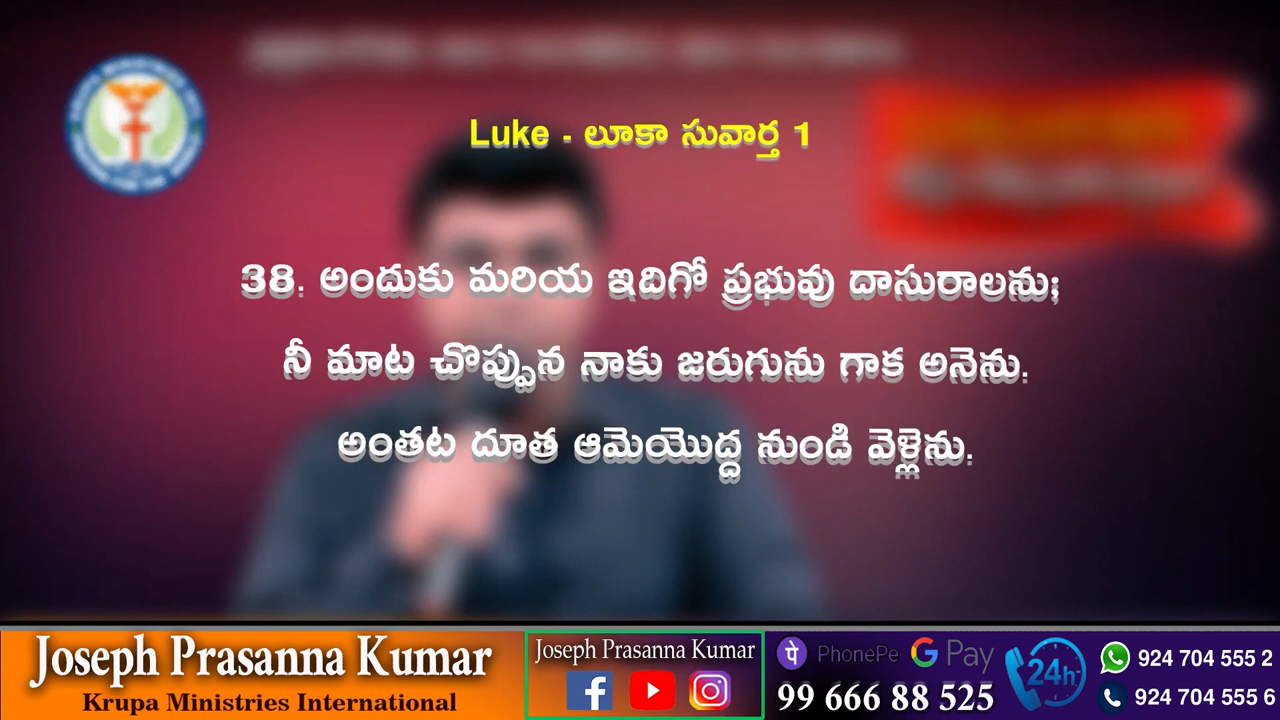 Luke - లూకా సువార్త 1
38. అందుకు మరియ ఇదిగో ప్రభువు దాసురాలను;
నీ మాట చొప్పున నాకు జరుగును గాక అనెను.
అంతట దూత ఆమెయొద్ద నుండి వెళ్లెను.
Joseph Prasanna Kumar
Krupa Ministries International
Joseph Prasanna Kumar
PhonePe G Pay
99 666 88 525
24h
924 704 555 2
924 704 555 6